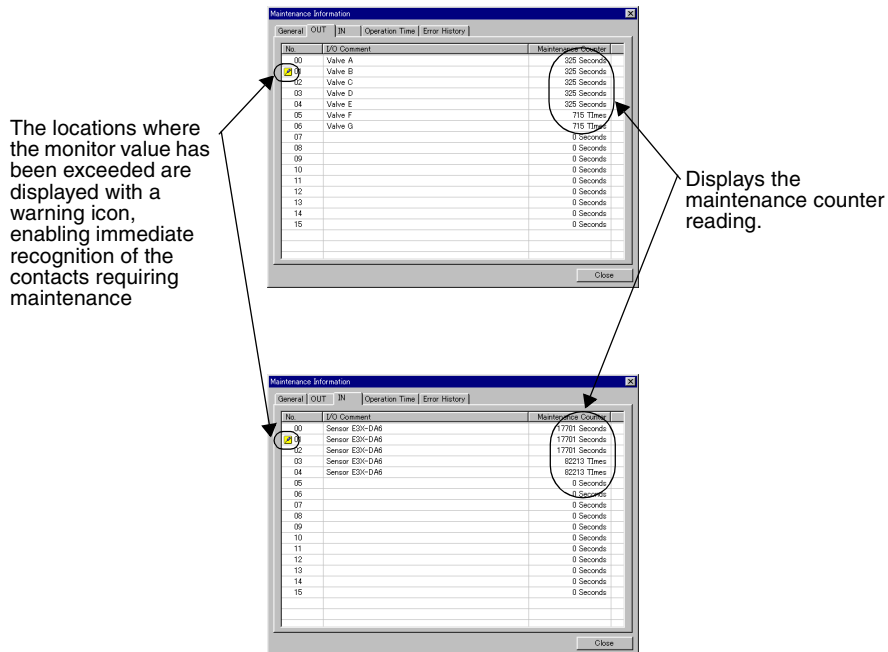 Maintenance Information
General OUT IN Operation Time Error History
No. I/O Comment Maintenance Counter
00 Valve A 325 Seconds
01 Valve B 325 Seconds
02 Valve C 325 Seconds
03 Valve D 325 Seconds
04 Valve E 325 Seconds
05 Valve F 715 TImes
06 Valve G 715 TImes
07 0 Seconds
08 0 Seconds
09 0 Seconds
10 0 Seconds
11 0 Seconds
12 0 Seconds
13 0 Seconds
14 0 Seconds
15 0 Seconds
Close
The locations where
the monitor value has
been exceeded are
displayed with a
warning icon,
enabling immediate
recognition of the
contacts requiring
maintenance
Displays the
maintenance counter
reading.
Maintenance Information
General OUT IN Operation Time Error History
No. I/O Comment Maintenance Counter
00 Sensor E3X-DA6 17701 Seconds
01 Sensor E3X-DA6 17701 Seconds
02 Sensor E3X-DA6 17701 Seconds
03 Sensor E3X-DA6 82213 TImes
04 Sensor E3X-DA6 82213 TImes
05 0 Seconds
06 0 Seconds
07 0 Seconds
08 0 Seconds
09 0 Seconds
10 0 Seconds
11 0 Seconds
12 0 Seconds
13 0 Seconds
14 0 Seconds
15 0 Seconds
Close